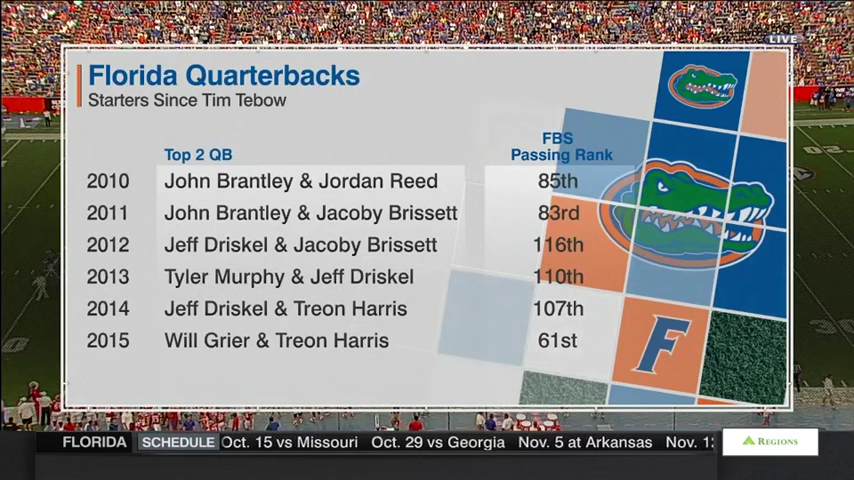 LIVE
Florida Quarterbacks
Starters Since Tim Tebow
Top 2 QB FBS Passing Rank
2010 John Brantley & Jordan Reed 85th
2011 John Brantley & Jacoby Brissett 83rd
2012 Jeff Driskel & Jacoby Brissett 116th
2013 Tyler Murphy & Jeff Driskel 110th
2014 Jeff Driskel & Treon Harris 107th
2015 Will Grier & Treon Harris 61st
F
FLORIDA SCHEDULE Oct. 15 vs Missouri Oct. 29 vs Georgia Nov. 5 at Arkansas Nov. 12
REGIONS